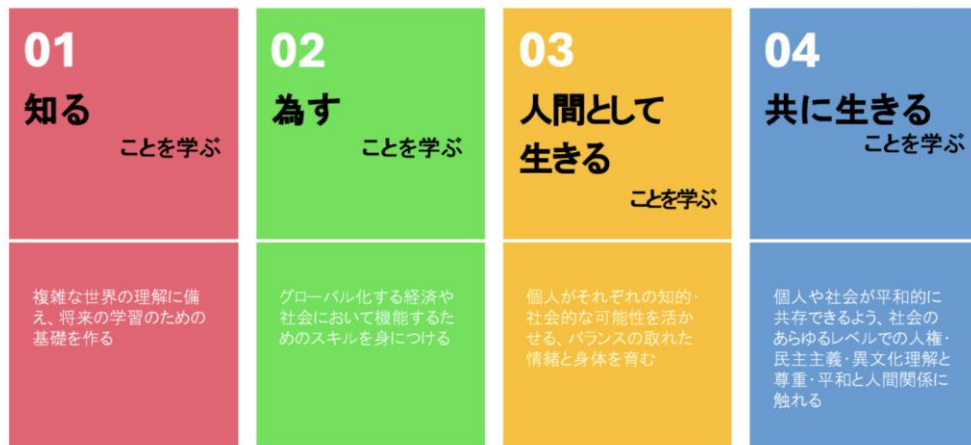 01
知る
ことを学ぶ
複雑な世界の理解に備
え、将来の学習のための
基礎を作る
02
為す
ことを学ぶ
グローバル化する経済や
社会において機能するた
めのスキルを身につける
03
人間として
生きる
ことを学ぶ
個人がそれぞれの知的・
社会的な可能性を活か
せる、バランスの取れた
情緒と身体を育む
04
共に生きる
ことを学ぶ
個人や社会が平和的に
共存できるよう、社会の
あらゆるレベルでの人権・
民主主義・異文化理解と
尊重・平和と人間関係に
触れる